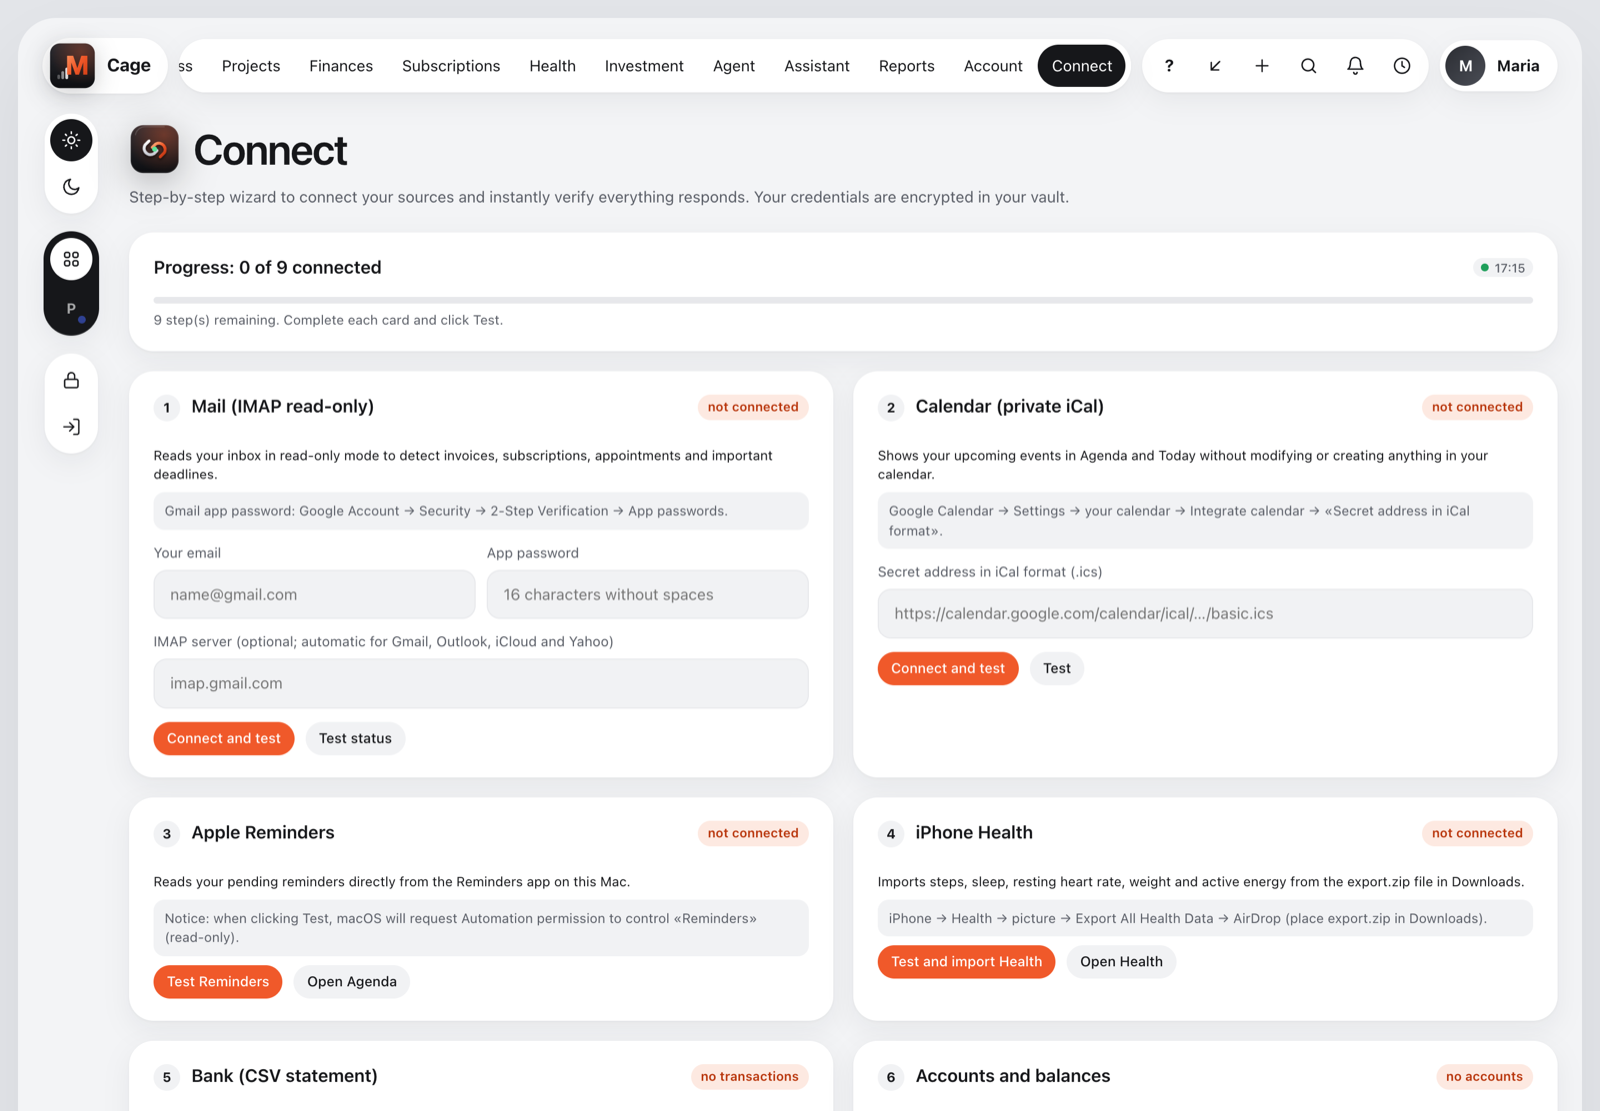 M Cage
ss Projects Finances Subscriptions Health Investment Agent Assistant Reports Account Connect
?
M Maria
Connect
Step-by-step wizard to connect your sources and instantly verify everything responds. Your credentials are encrypted in your vault.
P
Progress: 0 of 9 connected
17:15
9 step(s) remaining. Complete each card and click Test.
1 Mail (IMAP read-only)
not connected
Reads your inbox in read-only mode to detect invoices, subscriptions, appointments and important
deadlines.
Gmail app password: Google Account → Security → 2-Step Verification → App passwords.
Your email
App password
name@gmail.com
16 characters without spaces
IMAP server (optional; automatic for Gmail, Outlook, iCloud and Yahoo)
imap.gmail.com
Connect and test
Test status
2 Calendar (private iCal)
not connected
Shows your upcoming events in Agenda and Today without modifying or creating anything in your
calendar.
Google Calendar → Settings → your calendar → Integrate calendar → «Secret address in iCal
format».
Secret address in iCal format (.ics)
https://calendar.google.com/calendar/ical/.../basic.ics
Connect and test
Test
3 Apple Reminders
not connected
Reads your pending reminders directly from the Reminders app on this Mac.
Notice: when clicking Test, macOS will request Automation permission to control «Reminders»
(read-only).
Test Reminders
Open Agenda
4 iPhone Health
not connected
Imports steps, sleep, resting heart rate, weight and active energy from the export.zip file in Downloads.
iPhone → Health → picture → Export All Health Data → AirDrop (place export.zip in Downloads).
Test and import Health
Open Health
5 Bank (CSV statement)
no transactions
6 Accounts and balances
no accounts